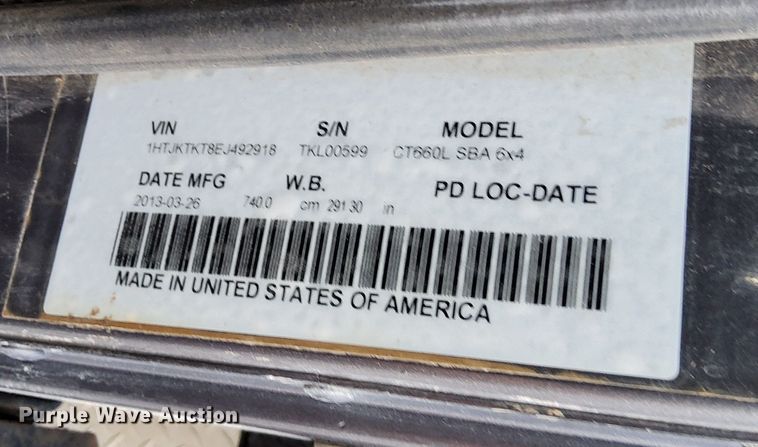 VIN S/N MODEL
1HTJKTKT8EJ492918 TKL00599 CT660L SBA 6x4
DATE MFG W.B. PD LOC-DATE
2013-03-26 740.0 cm 291.30 in
MADE IN UNITED STATES OF AMERICA
Purple Wave Auction